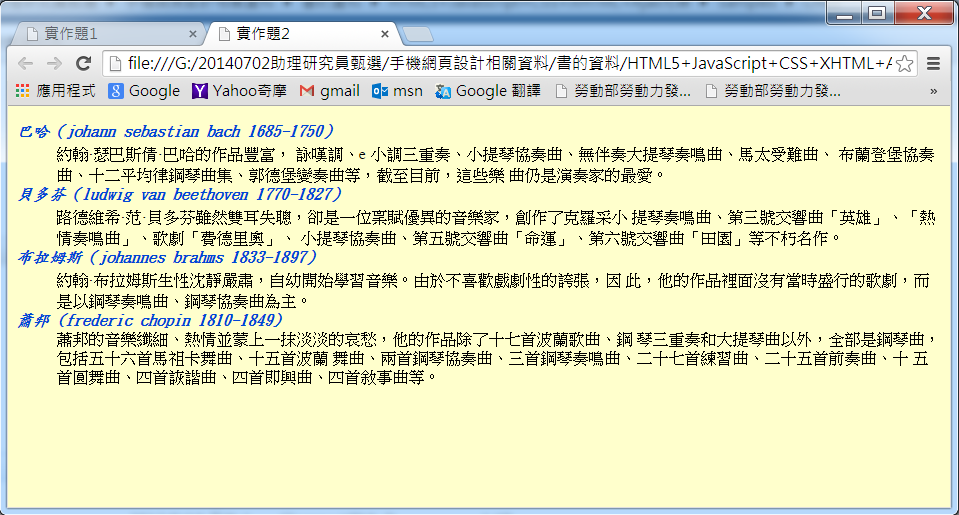 實作題1
實作題2
file:///G:/20140702助理研究員甄選/手機網頁設計相關資料/書的資料/HTML5+JavaScript+CSS+XHTML+A
應用程式 Google Yahoo奇摩 gmail msn Google 翻譯 勞動部勞動力發... 勞動部勞動力發... »
巴哈（johann sebastian bach 1685-1750）
約翰·瑟巴斯倩·巴哈的作品豐富， 詠嘆調、e 小調三重奏、小提琴協奏曲、無伴奏大提琴奏鳴曲、馬太受難曲、 布蘭登堡協奏
曲、十二平均律鋼琴曲集、郭德堡變奏曲等，截至目前，這些樂 曲仍是演奏家的最愛。
貝多芬（ludwig van beethoven 1770-1827）
路德維希·范·貝多芬雖然雙耳失聰，卻是一位稟賦優異的音樂家，創作了克羅采小 提琴奏鳴曲、第三號交響曲「英雄」、「熱
情奏鳴曲」、歌劇「費德里奧」、 小提琴協奏曲、第五號交響曲「命運」、第六號交響曲「田園」等不朽名作。
布拉姆斯（johannes brahms 1833-1897）
約翰·布拉姆斯生性沈靜嚴肅，自幼開始學習音樂。由於不喜歡戲劇性的誇張，因 此，他的作品裡面沒有當時盛行的歌劇，而
是以鋼琴奏鳴曲、鋼琴協奏曲為主。
蕭邦（frederic chopin 1810-1849）
蕭邦的音樂纖細、熱情並蒙上一抹淡淡的哀愁，他的作品除了十七首波蘭歌曲、鋼 琴三重奏和大提琴曲以外，全部是鋼琴曲，
包括五十六首馬祖卡舞曲、十五首波蘭 舞曲、兩首鋼琴協奏曲、三首鋼琴奏鳴曲、二十七首練習曲、二十五首前奏曲、十 五
首圓舞曲、四首詼諧曲、四首即興曲、四首敘事曲等。